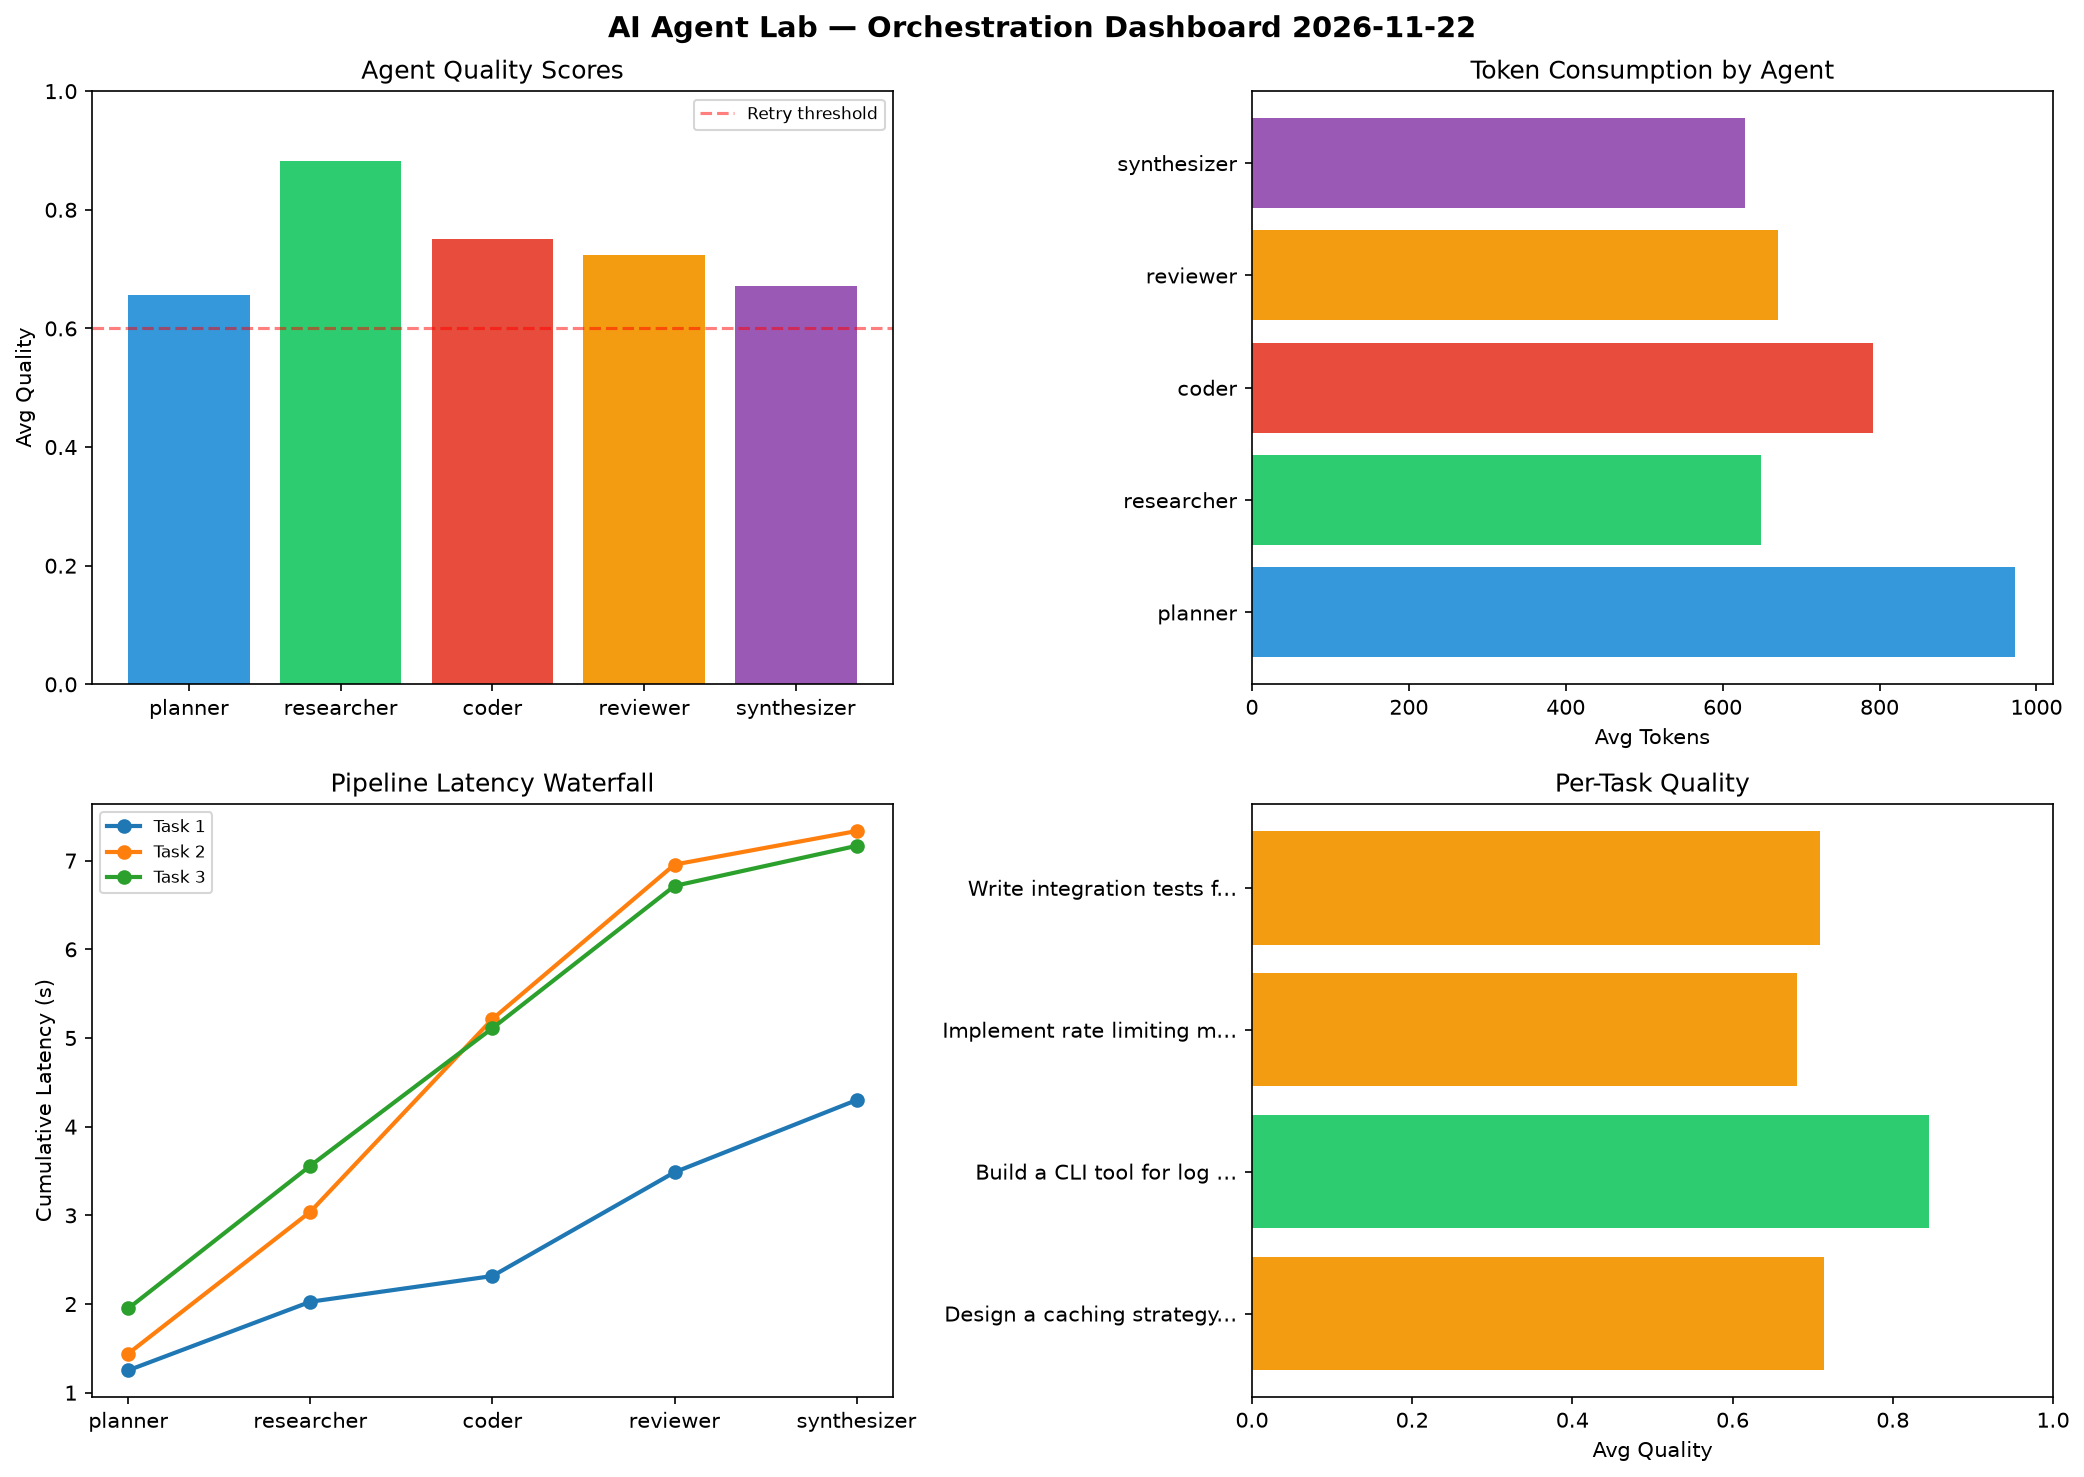 AI Agent Lab — Orchestration Dashboard 2026-11-22
Agent Quality Scores
Retry threshold
Avg Quality
1.0
0.8
0.6
0.4
0.2
0.0
planner researcher coder reviewer synthesizer
Token Consumption by Agent
synthesizer
reviewer
coder
researcher
planner
0 200 400 600 800 1000
Avg Tokens
Pipeline Latency Waterfall
Task 1
Task 2
Task 3
Cumulative Latency (s)
7
6
5
4
3
2
1
planner researcher coder reviewer synthesizer
Per-Task Quality
Write integration tests f...
Implement rate limiting m...
Build a CLI tool for log ...
Design a caching strategy...
0.0 0.2 0.4 0.6 0.8 1.0
Avg Quality